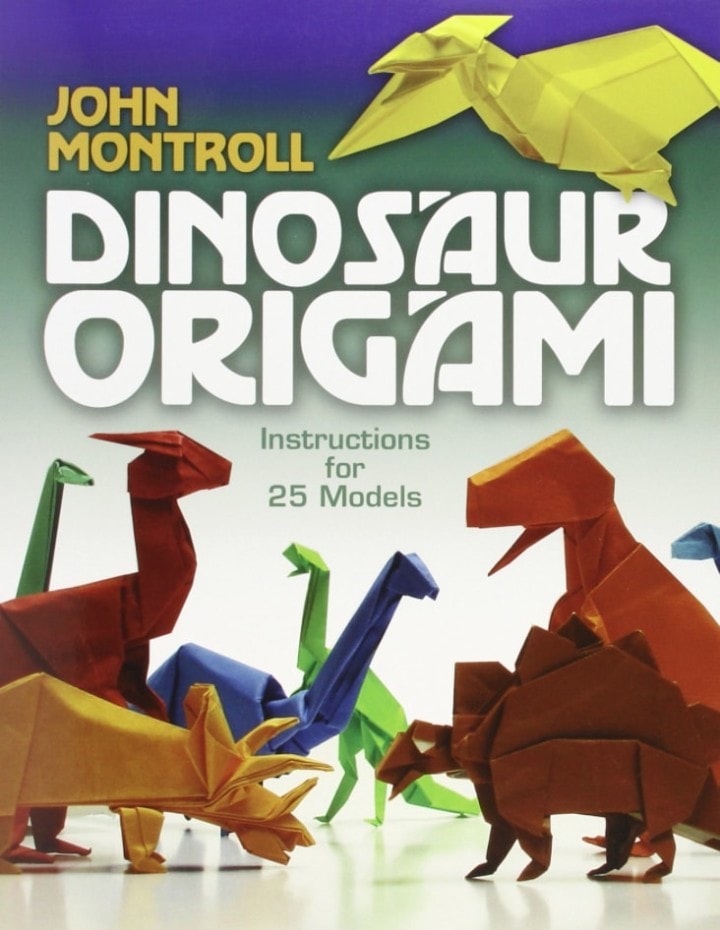 JOHN
MONTROLL
DINOSAUR
ORIGAMI
Instructions
for
25 Models